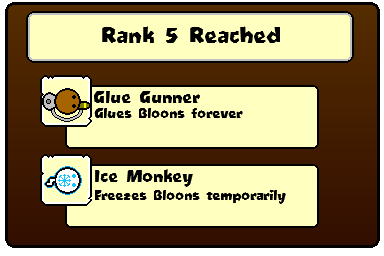 Rank 5 Reached
Glue Gunner
Glues Bloons forever
Ice Monkey
Freezes Bloons temporarily